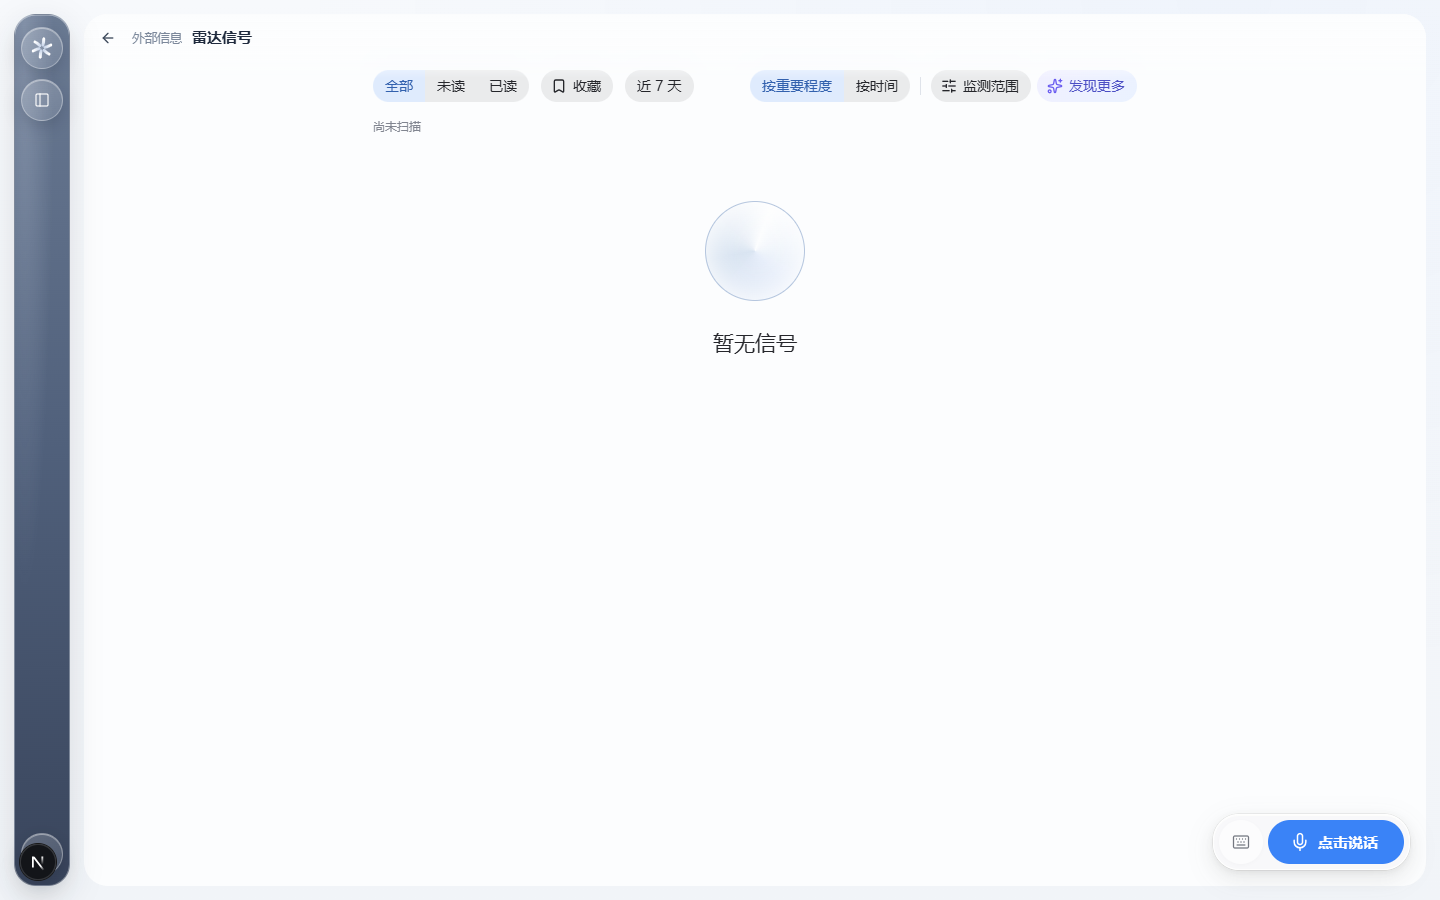 外部信息 雷达信号
全部 未读 已读 收藏 近 7 天 按重要程度 按时间 监测范围 发现更多
尚未扫描
暂无信号
点击说话
N